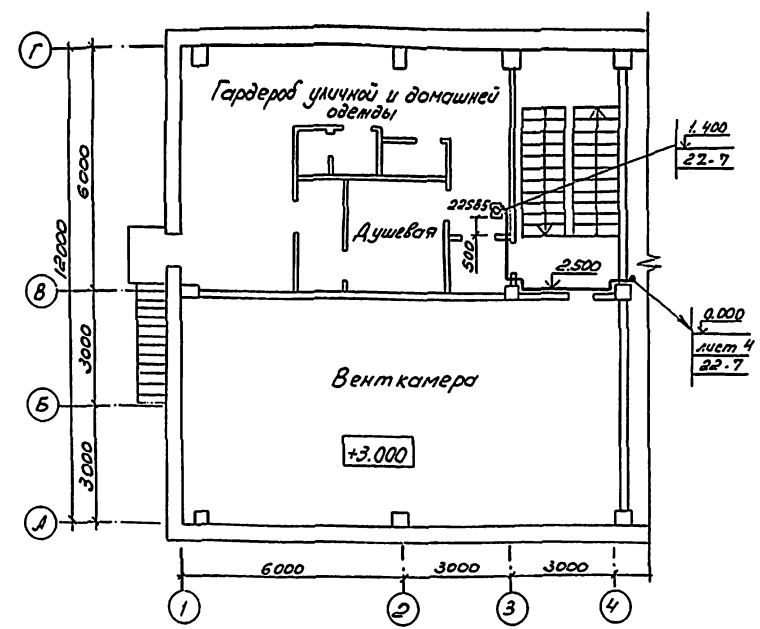 Г
Гардероб уличной и домашней
одежды
1.400
22-7
6000
22585
Душевая
500
12000
2.500
В
0.000
лист 4
22-7
3000
Венткамера
Б
+3.000
3000
А
6000
3000
3000
1
2
3
4